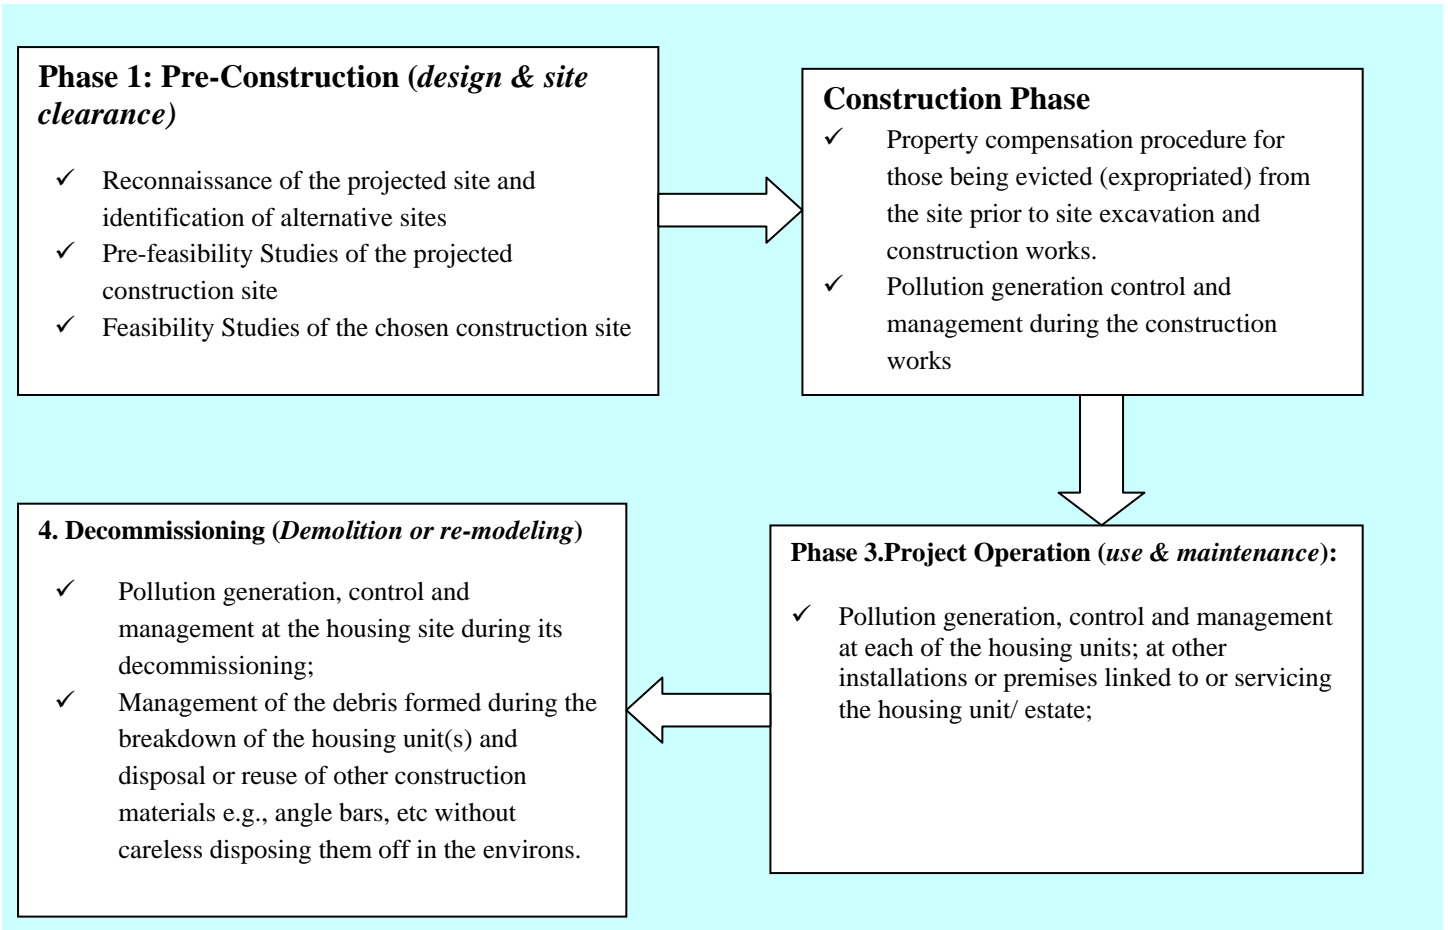 Phase 1: Pre-Construction (design & site
clearance)
✓ Reconnaissance of the projected site and
identification of alternative sites
✓ Pre-feasibility Studies of the projected
construction site
✓ Feasibility Studies of the chosen construction site
Construction Phase
✓ Property compensation procedure for
those being evicted (expropriated) from
the site prior to site excavation and
construction works.
✓ Pollution generation control and
management during the construction
works
Phase 3.Project Operation (use & maintenance):
✓ Pollution generation, control and management
at each of the housing units; at other
installations or premises linked to or servicing
the housing unit/ estate;
4. Decommissioning (Demolition or re-modeling)
✓ Pollution generation, control and
management at the housing site during its
decommissioning;
✓ Management of the debris formed during the
breakdown of the housing unit(s) and
disposal or reuse of other construction
materials e.g., angle bars, etc without
careless disposing them off in the environs.